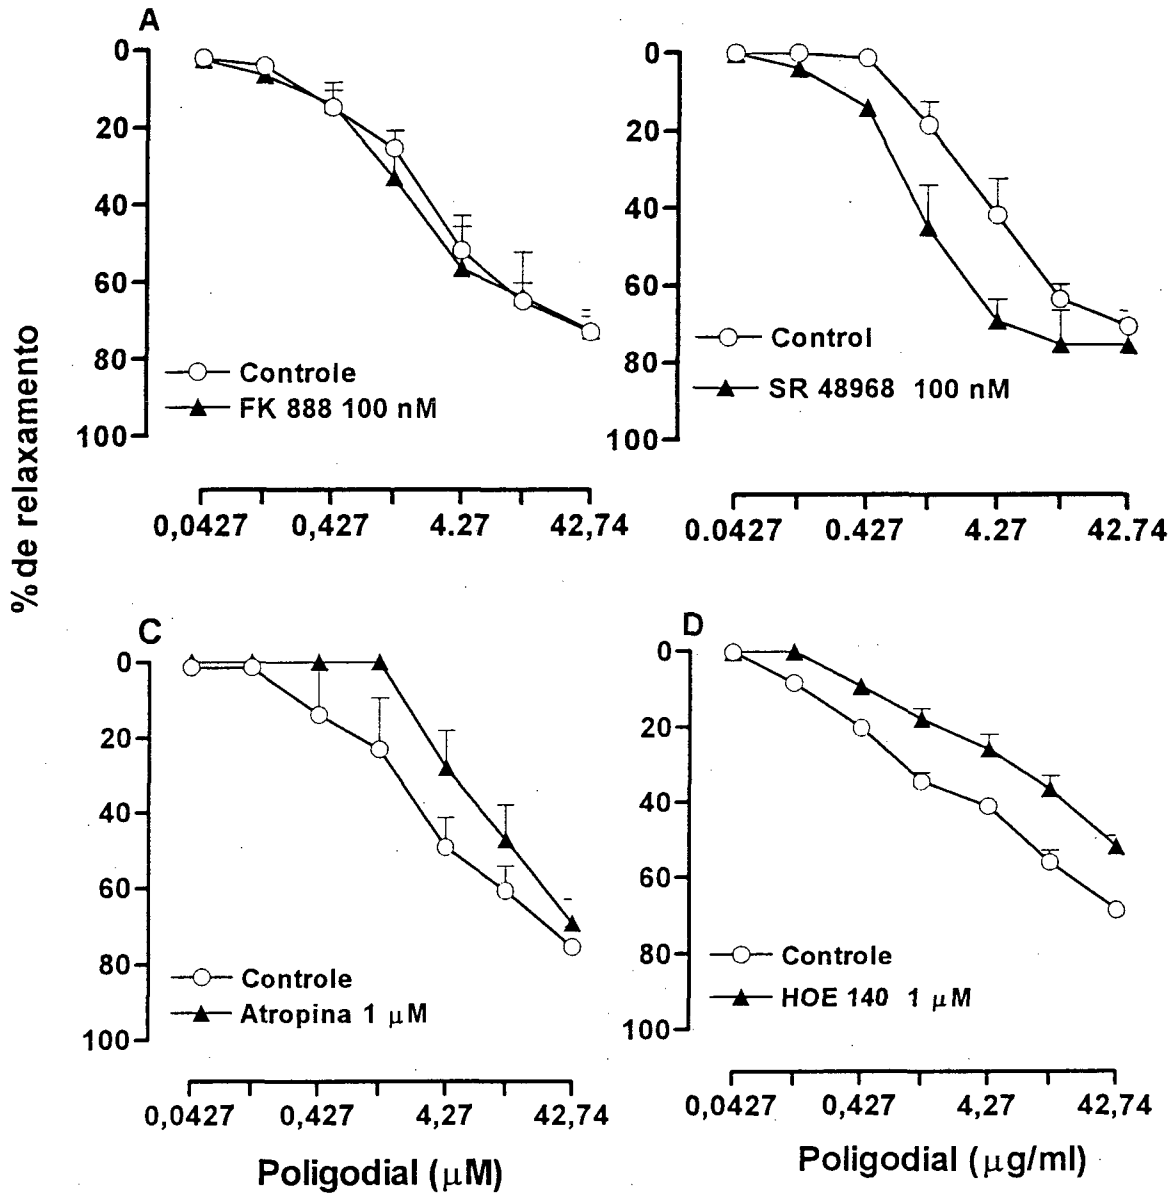 A
0
20
40
60
80
100
Controle
FK 888 100 nM
0,0427 0,427 4.27 42,74
0
20
40
60
80
100
Control
SR 48968 100 nM
0.0427 0.427 4.27 42.74
% de relaxamento
C
0
20
40
60
80
100
Controle
Atropina 1 μM
0,0427 0,427 4,27 42,74
Poligodial (μM)
D
0
20
40
60
80
100
Controle
HOE 140 1 μM
0,0427 0,427 4,27 42,74
Poligodial (μg/ml)